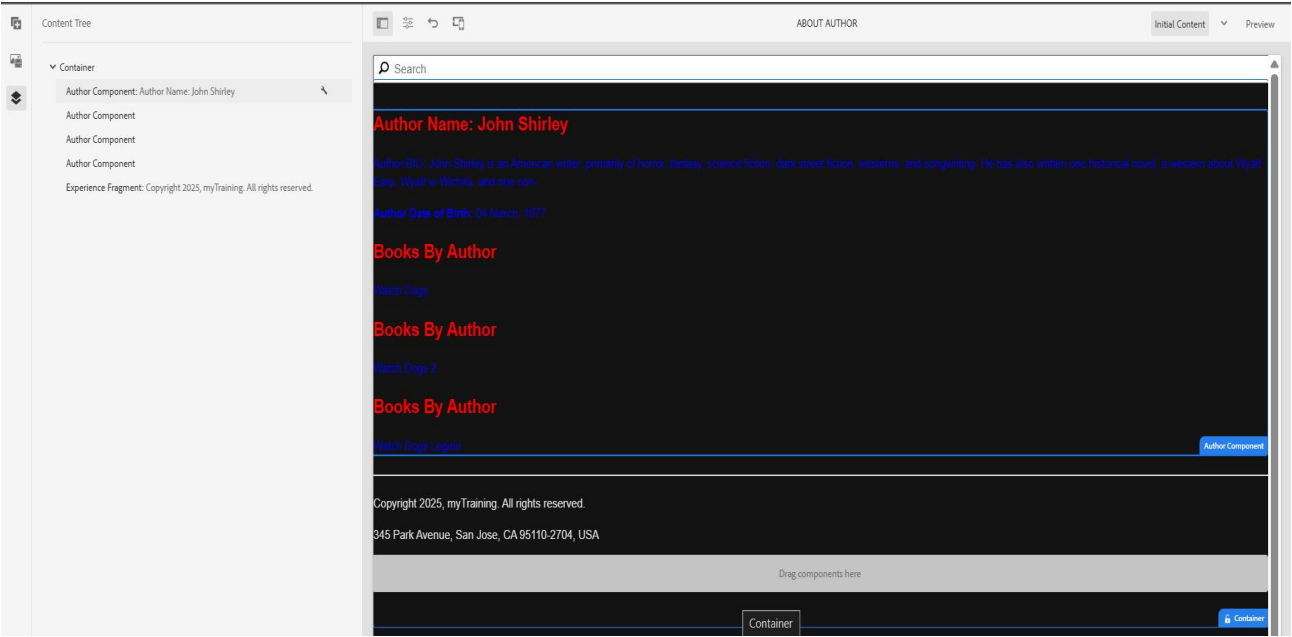 Content Tree
ABOUT AUTHOR
Initial Content
Preview
Container
Author Component: Author Name: John Shirley
Author Component
Author Component
Author Component
Experience Fragment: Copyright 2025, myTraining. All rights reserved.
Search
Author Name: John Shirley
Author BIO: John Shirley is an American writer, primarily of horror, fantasy, science fiction, dark street fiction, westerns, and songwriting. He has also written one historical novel, a western about Wyatt
Earp, Wyatt in Wichita, and one non-
Author Date of Birth: 04 March, 1977
Books By Author
Watch Dogs
Books By Author
Watch Dogs 2
Books By Author
Watch Dogs Legion
Author Component
Copyright 2025, myTraining. All rights reserved.
345 Park Avenue, San Jose, CA 95110-2704, USA
Drag components here
Container
Container